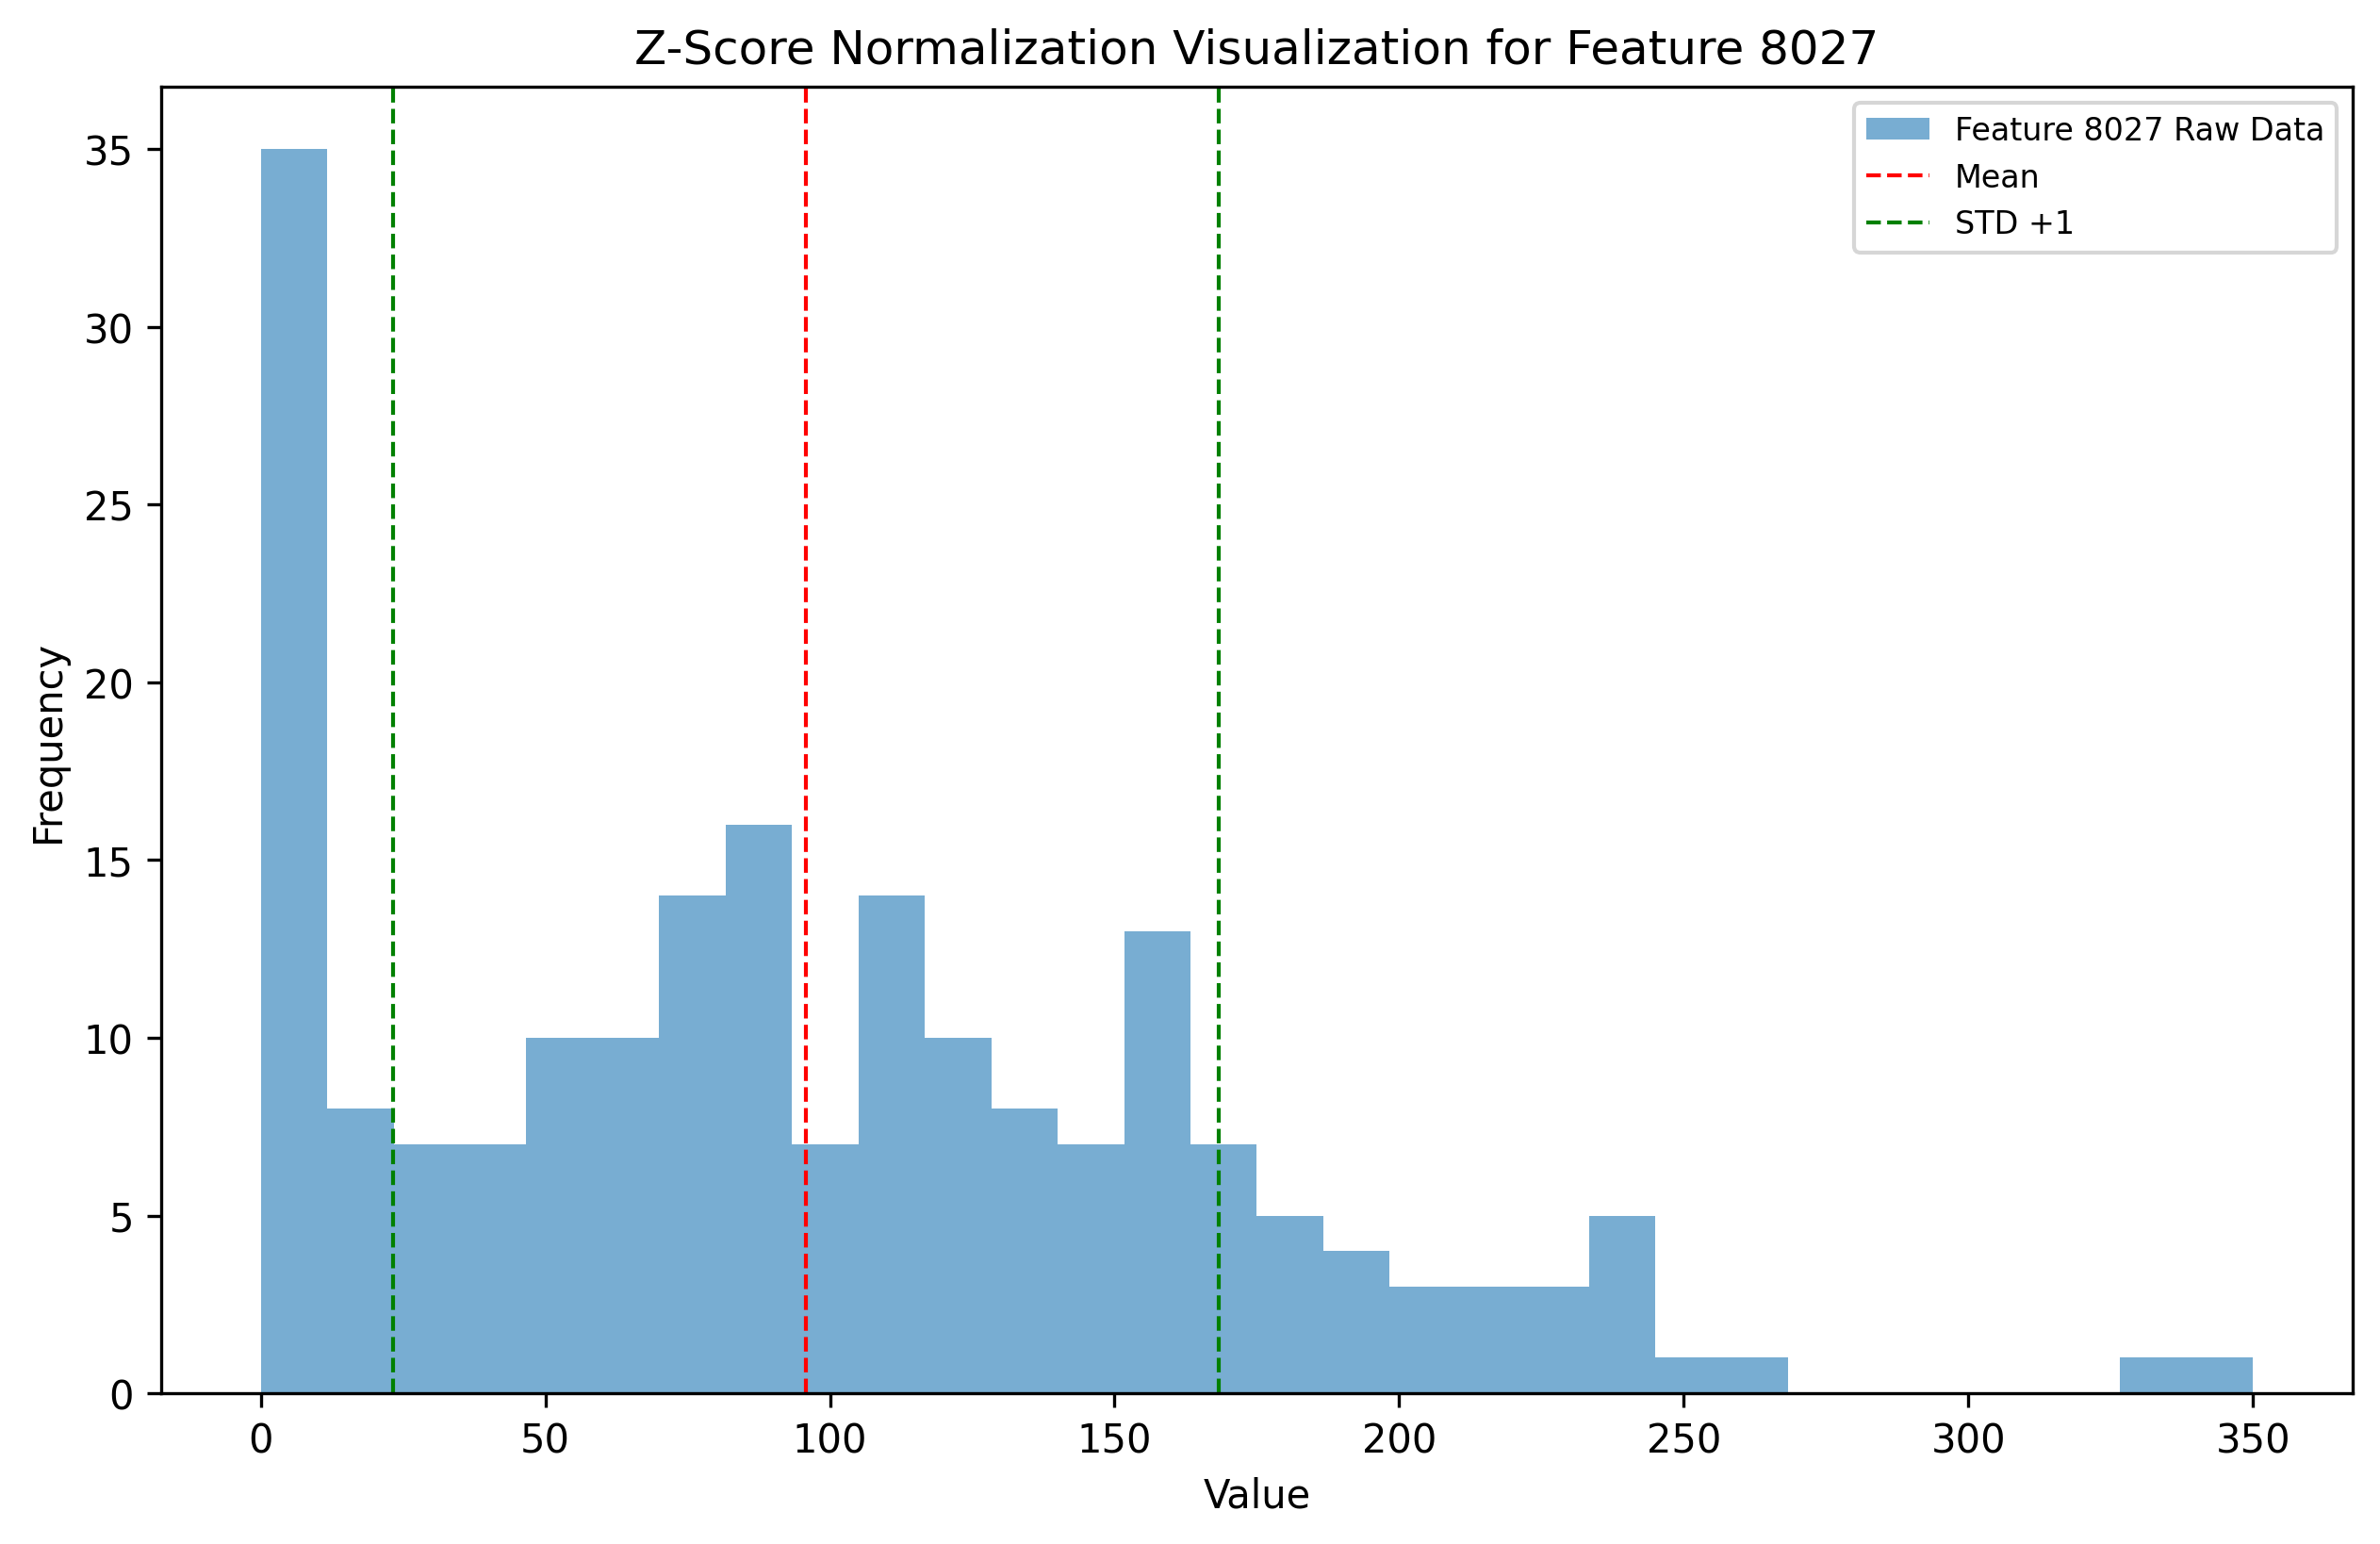 Z-Score Normalization Visualization for Feature 8027
Feature 8027 Raw Data
Mean
STD +1
Frequency
35
30
25
20
15
10
5
0
0 50 100 150 200 250 300 350
Value